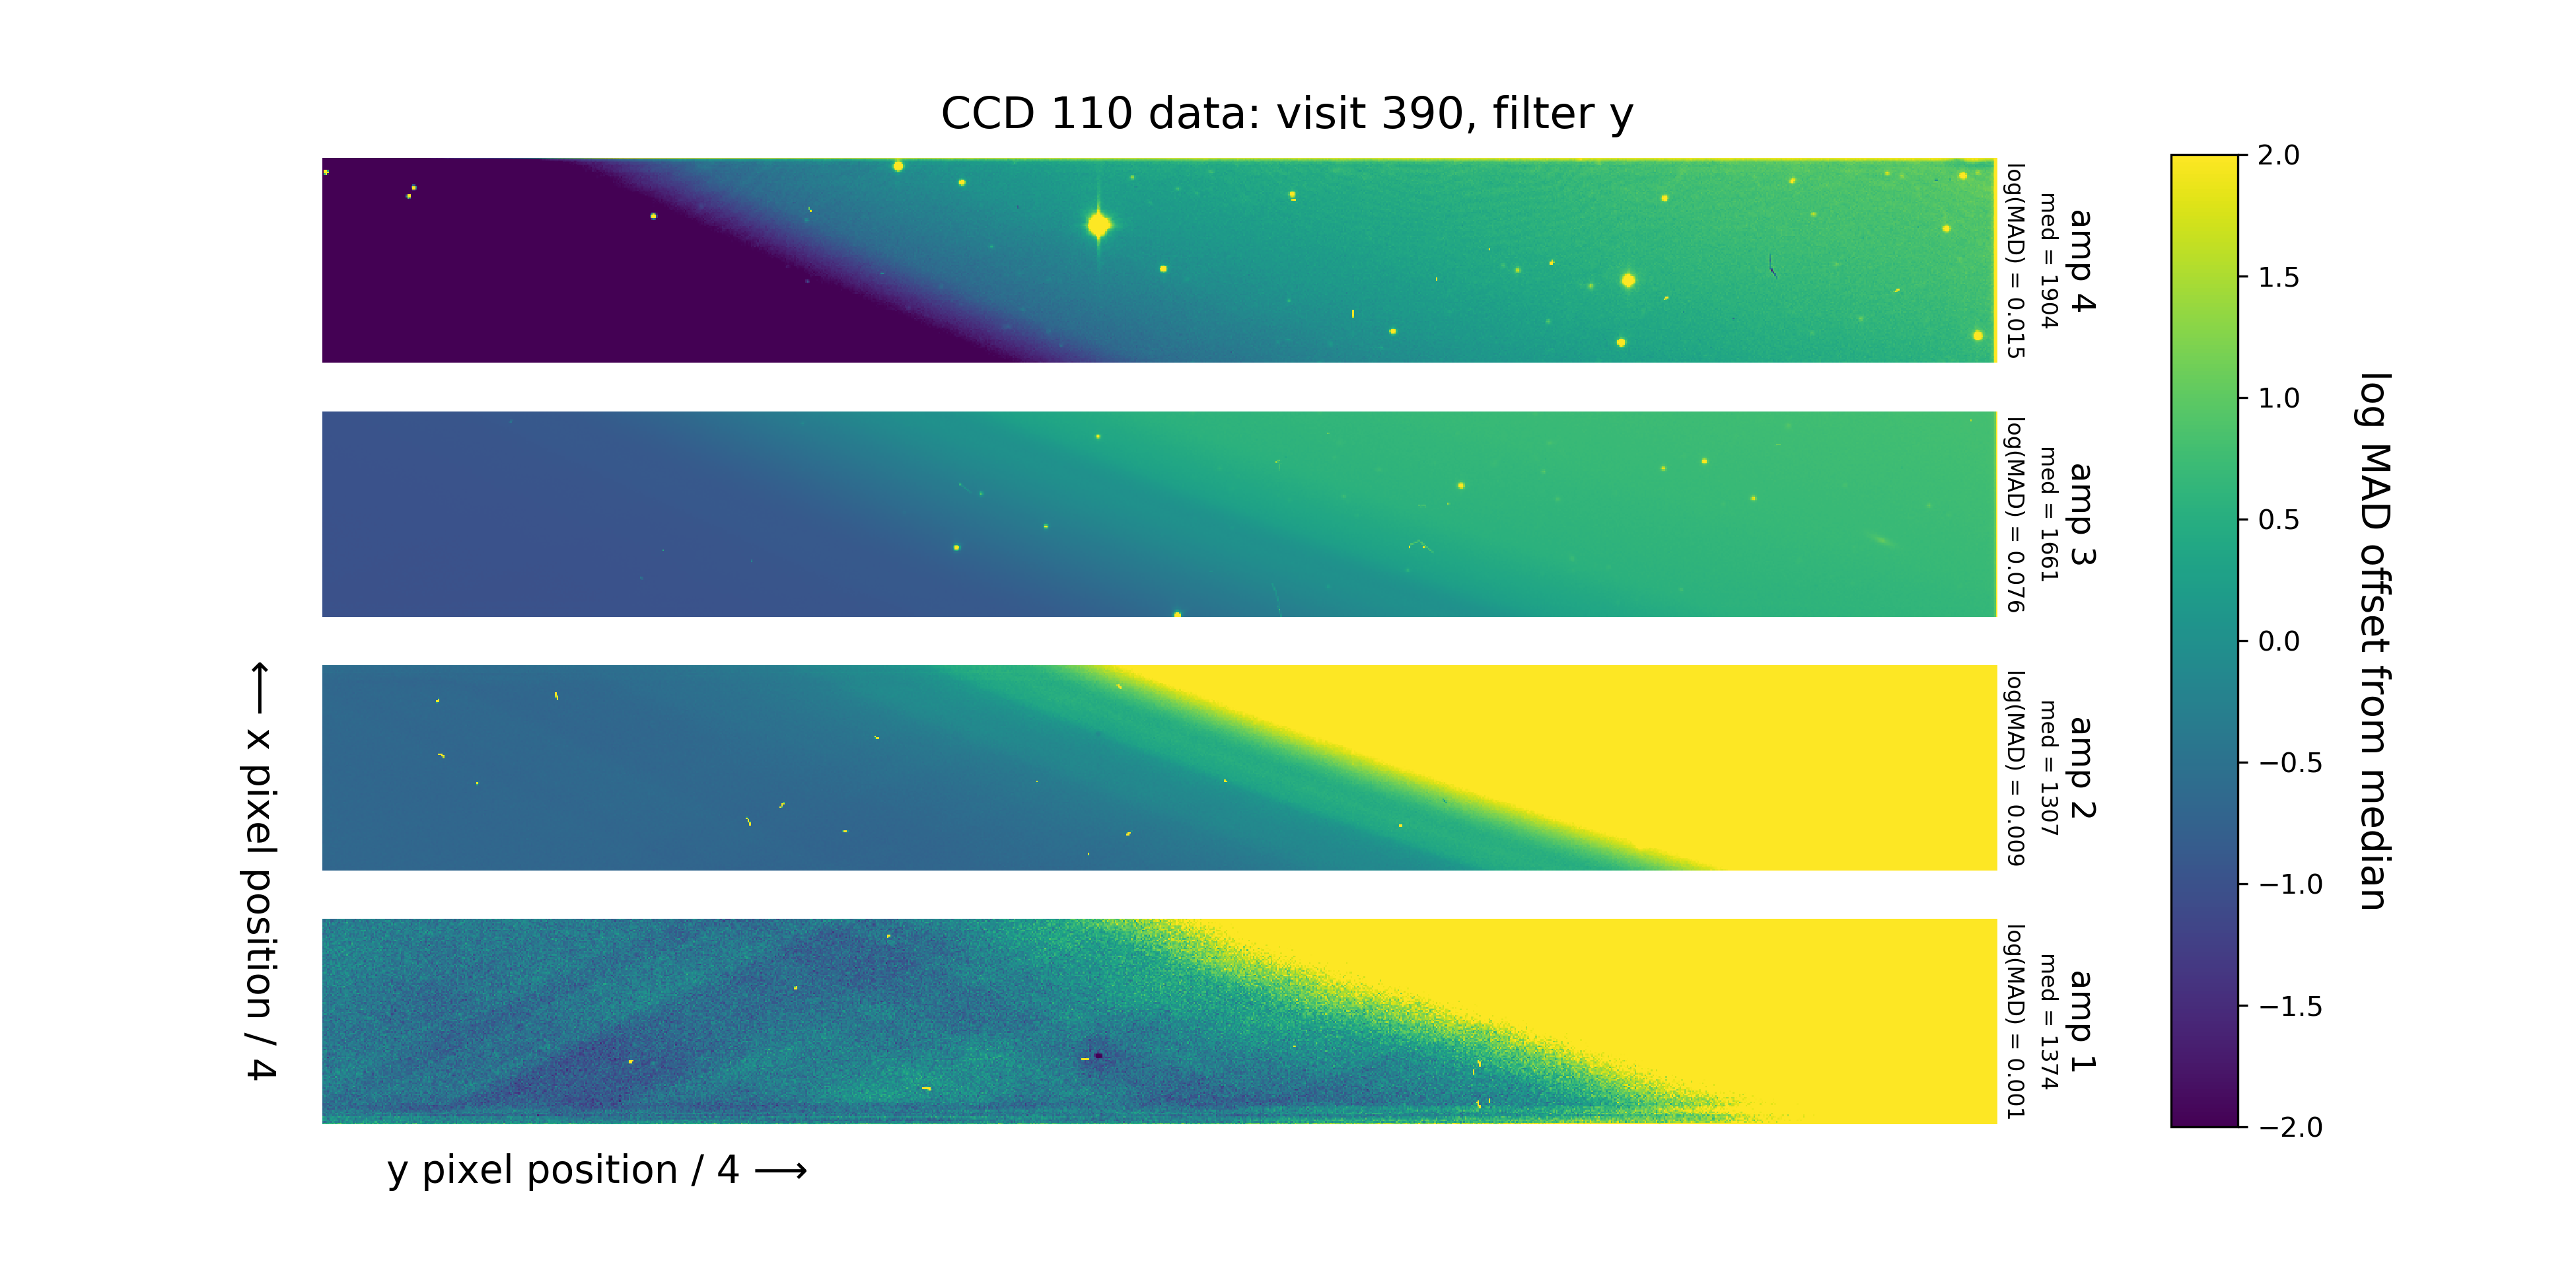 CCD 110 data: visit 390, filter y
amp 4
med = 1904
log(MAD) = 0.015
amp 3
med = 1661
log(MAD) = 0.076
amp 2
med = 1307
log(MAD) = 0.009
amp 1
med = 1374
log(MAD) = 0.001
⟵ x pixel position / 4
y pixel position / 4 ⟶
2.0
1.5
1.0
0.5
0.0
−0.5
−1.0
−1.5
−2.0
log MAD offset from median